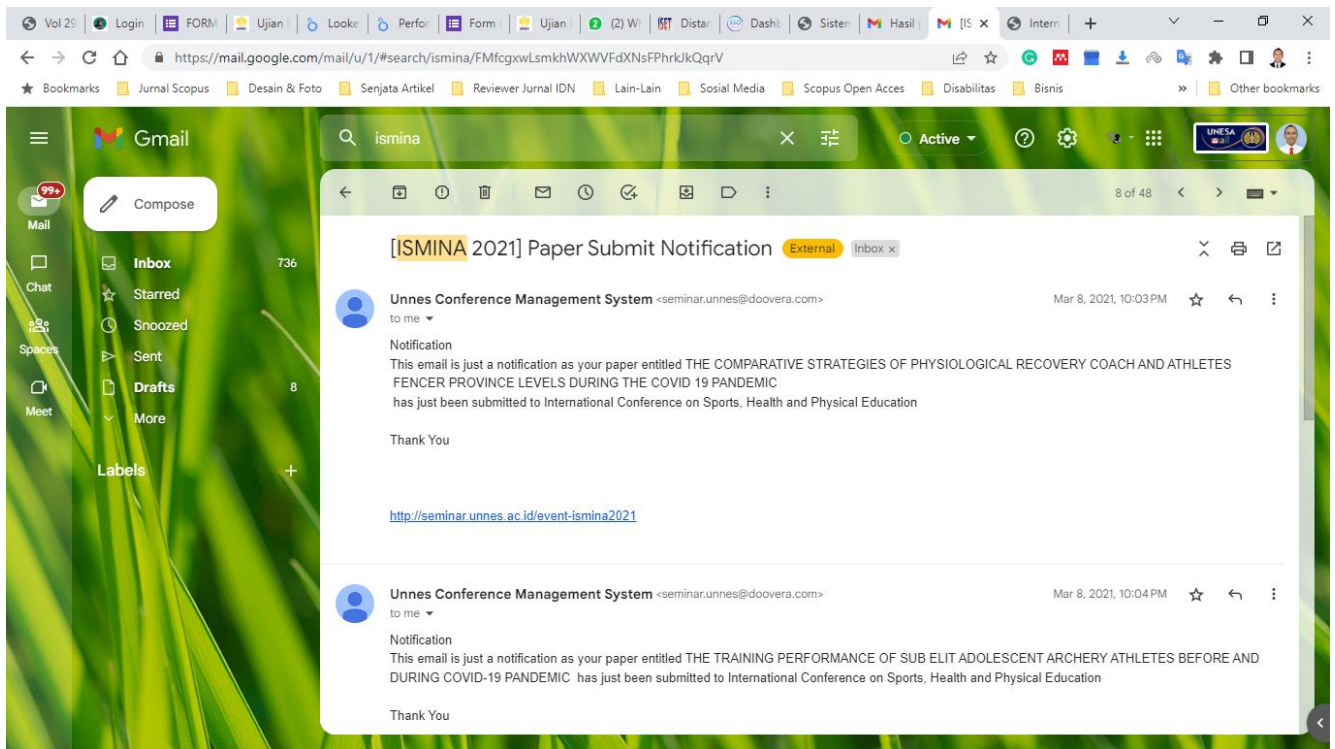 Vol 29
Login
FORM
Ujian
Looke
Perfor
Form
Ujian
(2) W
Distar
Dashb
Sistem
Hasil
[IS
Intern
https://mail.google.com/mail/u/1/#search/ismina/FMfcgxwLsmkhWXWVFdXNsFPhrkJkQqrV
Bookmarks
Jurnal Scopus
Desain & Foto
Senjata Artikel
Reviewer Jurnal IDN
Lain-Lain
Sosial Media
Scopus Open Acces
Disabilitas
Bisnis
»
Other bookmarks
Gmail
ismina
Active
UNESA
99+
Mail
Chat
Spaces
Meet
Compose
Inbox 736
Starred
Snoozed
Sent
Drafts 8
More
Labels +
8 of 48
[ISMINA 2021] Paper Submit Notification External Inbox ×
Unnes Conference Management System <seminar.unnes@doovera.com> Mar 8, 2021, 10:03 PM
to me
Notification
This email is just a notification as your paper entitled THE COMPARATIVE STRATEGIES OF PHYSIOLOGICAL RECOVERY COACH AND ATHLETES
FENCER PROVINCE LEVELS DURING THE COVID 19 PANDEMIC
has just been submitted to International Conference on Sports, Health and Physical Education
Thank You
http://seminar.unnes.ac.id/event-ismina2021
Unnes Conference Management System <seminar.unnes@doovera.com> Mar 8, 2021, 10:04 PM
to me
Notification
This email is just a notification as your paper entitled THE TRAINING PERFORMANCE OF SUB ELIT ADOLESCENT ARCHERY ATHLETES BEFORE AND
DURING COVID-19 PANDEMIC has just been submitted to International Conference on Sports, Health and Physical Education
Thank You